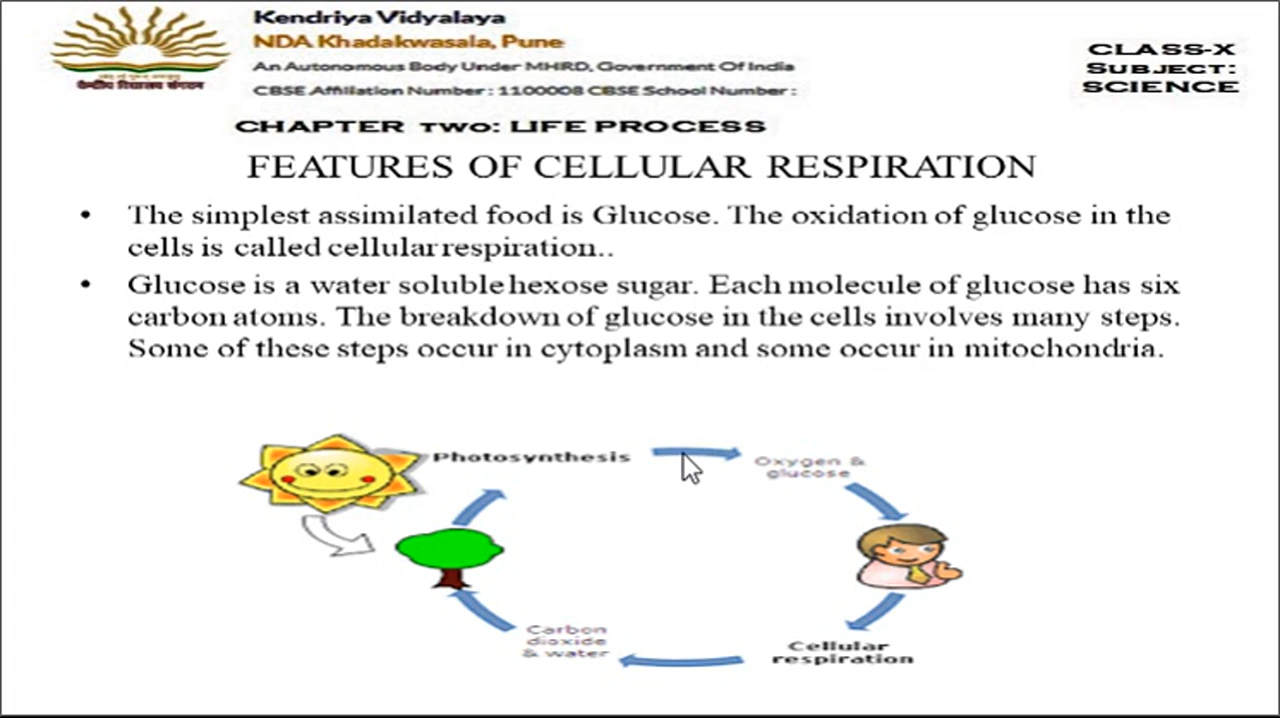 Kendriya Vidyalaya
NDA Khadakwasala, Pune
An Autonomous Body Under MHRD, Government Of India
CBSE Affiliation Number : 1100008 CBSE School Number :
केन्द्रीय विद्यालय संगठन
CLASS-X
SUBJECT:
SCIENCE
CHAPTER TWO: LIFE PROCESS
FEATURES OF CELLULAR RESPIRATION
• The simplest assimilated food is Glucose. The oxidation of glucose in the
cells is called cellular respiration..
• Glucose is a water soluble hexose sugar. Each molecule of glucose has six
carbon atoms. The breakdown of glucose in the cells involves many steps.
Some of these steps occur in cytoplasm and some occur in mitochondria.
Photosynthesis
Oxygen &
glucose
Carbon
dioxide
& water
Cellular
respiration